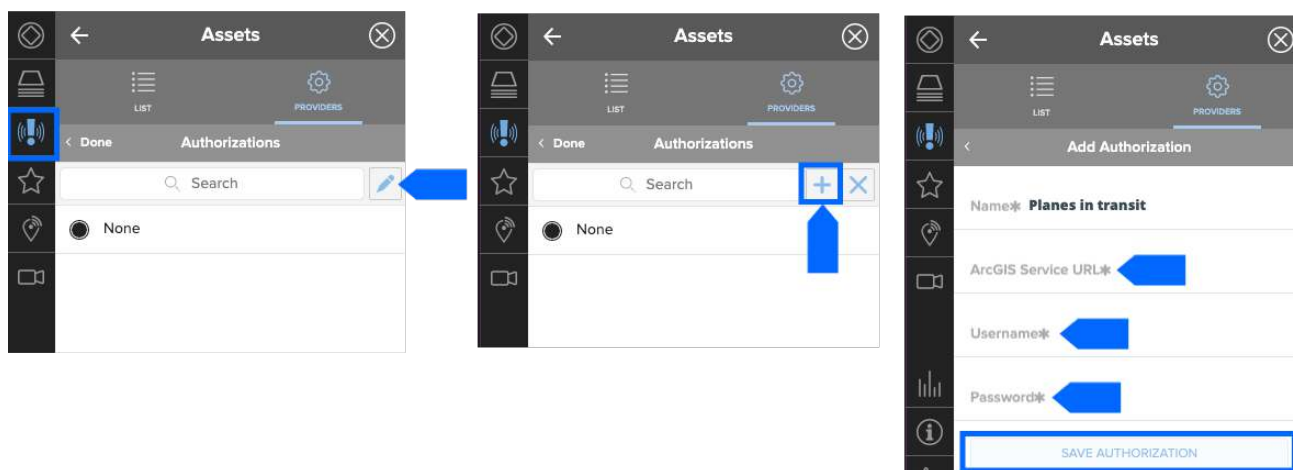 Assets
LIST PROVIDERS
< Done Authorizations
Search
None
Assets
LIST PROVIDERS
< Done Authorizations
Search
None
Assets
LIST PROVIDERS
< Add Authorization
Name* Planes in transit
ArcGIS Service URL*
Username*
Password*
SAVE AUTHORIZATION